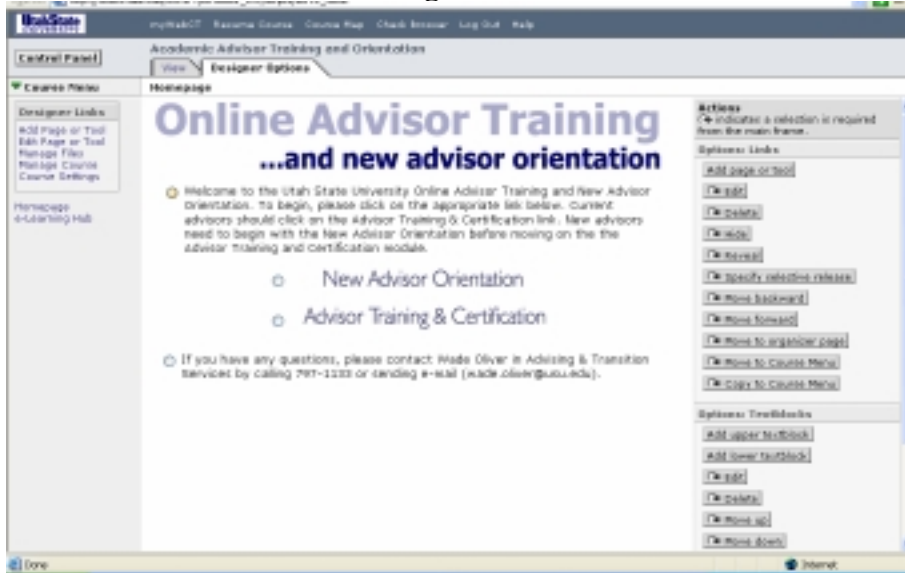 UtahState
UNIVERSITY
myWebCT Resume Course Course Map Check Browser Log Out Help
Control Panel
Academic Advisor Training and Orientation
View Designer Options
Course Menu
Homepage
Designer Links
Add Page or Tool
Edit Page or Tool
Manage Files
Manage Course
Course Settings
Homepage
e-Learning Hub
Online Advisor Training
...and new advisor orientation
Welcome to the Utah State University Online Advisor Training and New Advisor
Orientation. To begin, please click on the appropriate link below. Current
advisors should click on the Advisor Training & Certification link. New advisors
need to begin with the New Advisor Orientation before moving on the the
Advisor Training and Certification module.
New Advisor Orientation
Advisor Training & Certification
If you have any questions, please contact Wade Oliver in Advising & Transition
Services by calling 797-1133 or sending e-mail (wade.oliver@usu.edu).
Actions
indicates a selection is required
from the main frame.
Options: Links
Add page or tool
Edit
Delete
Hide
Reveal
Specify selective release
Move backward
Move forward
Move to organizer page
Move to Course Menu
Copy to Course Menu
Options: Textblocks
Add upper textblock
Add lower textblock
Edit
Delete
Move up
Move down
Done
Internet